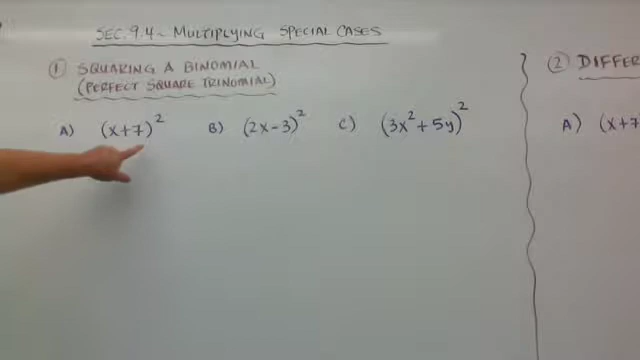 SEC. 9.4 - MULTIPLYING SPECIAL CASES
① SQUARING A BINOMIAL
(PERFECT SQUARE TRINOMIAL)
A) (x+7)² B) (2x-3)² C) (3x²+5y)²
② DIFFER
A) (x+7